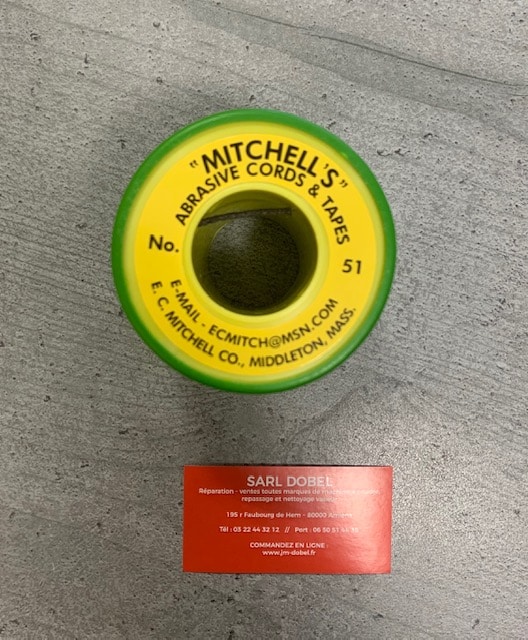 "MITCHELL'S"
ABRASIVE CORDS & TAPES
No. 51
E-MAIL - ECMITCH@MSN.COM
E. C. MITCHELL CO., MIDDLETON, MASS.
SARL DOBEL
Réparation - ventes toutes marques de
repassage et nettoyage
195 r Faubourg de Hem - 80000
Tél : 03 22 44 32 12 // Port : 06 50 51
COMMANDEZ EN LIGNE :
www.jm-dobel.fr